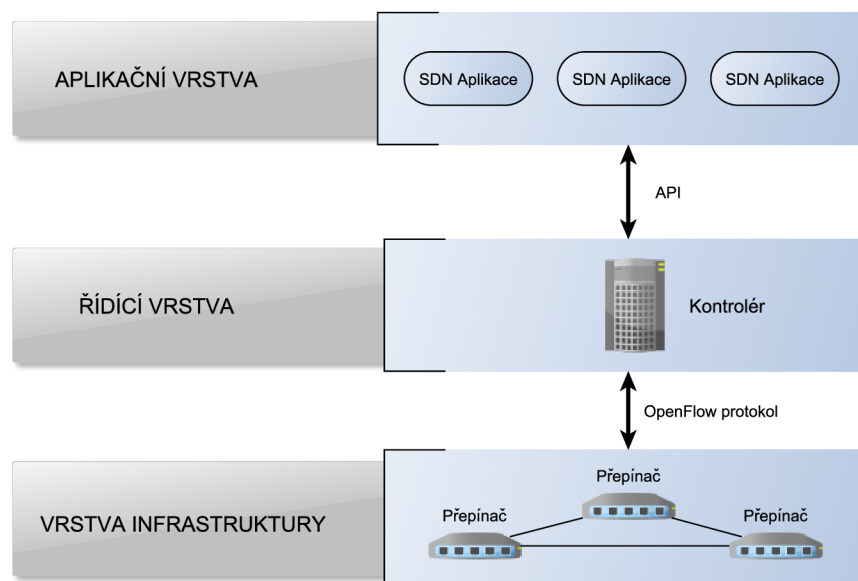 APLIKAČNÍ VRSTVA
SDN Aplikace
SDN Aplikace
SDN Aplikace
API
ŘÍDÍCÍ VRSTVA
Kontrolér
OpenFlow protokol
VRSTVA INFRASTRUKTURY
Přepínač
Přepínač
Přepínač